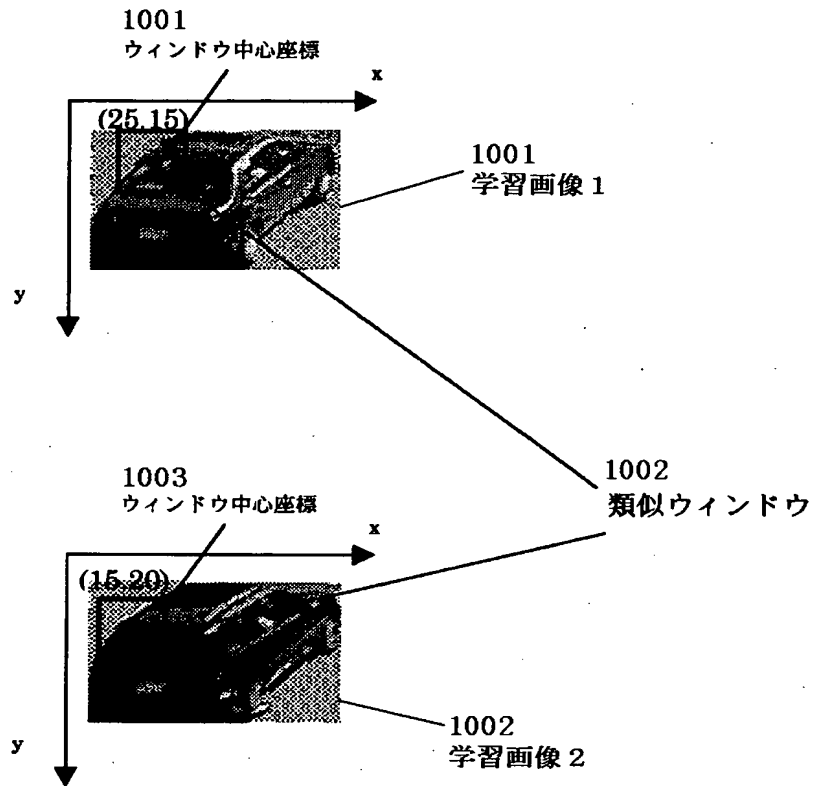 1001
ウィンドウ中心座標
x
(25,15)
1001
学習画像1
y
1003
ウィンドウ中心座標
x
1002
類似ウィンドウ
(15,20)
1002
学習画像2
y